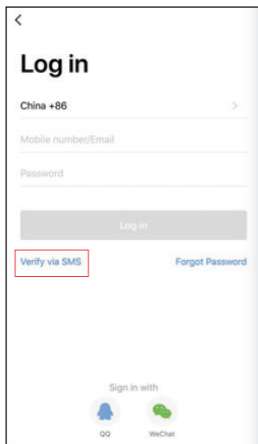 Log in
China +86
Mobile number/Email
Password
Log in
Verify via SMS Forgot Password
Sign in with
QQ WeChat